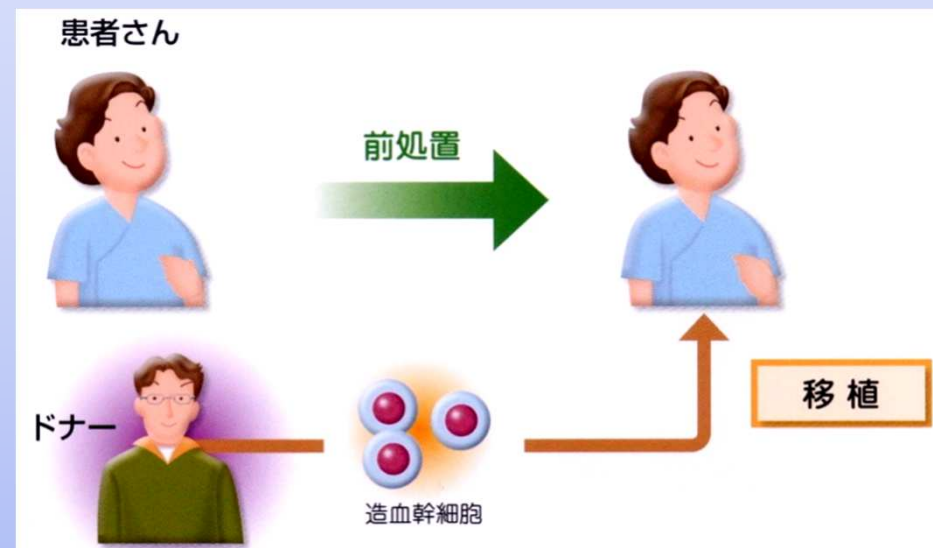 患者さん
前処置
ドナー
造血幹細胞
移植